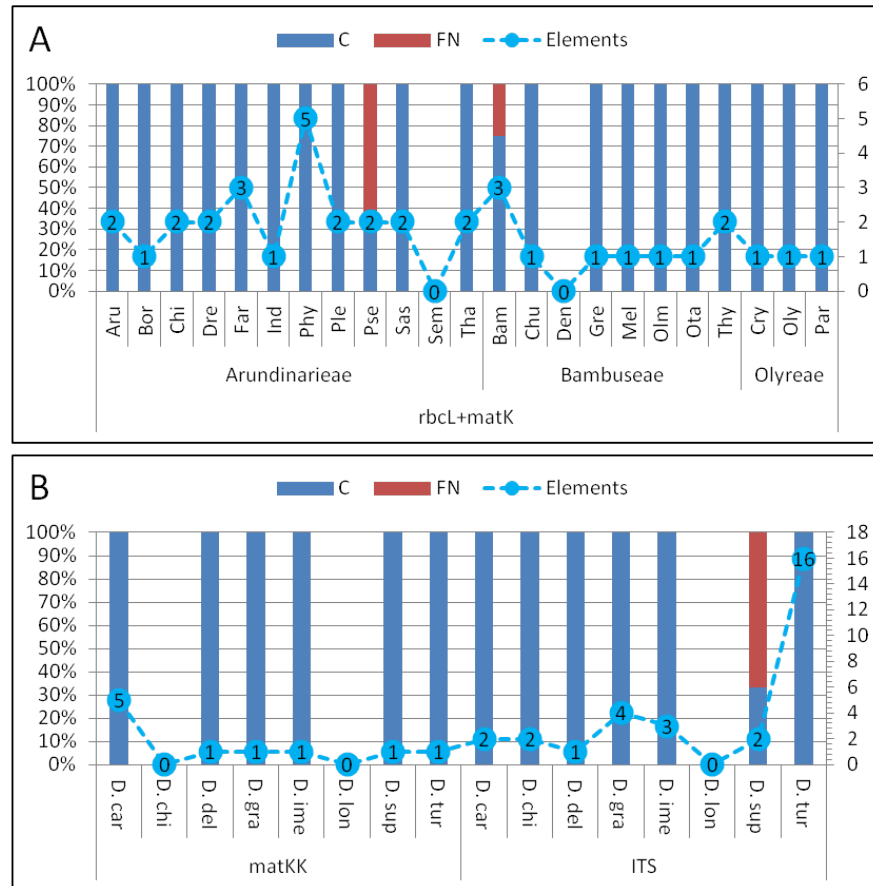 A
C FN Elements
100% 6
90%
80% 5
70% 4
60%
50% 3
40%
30% 2
20% 1
10%
0% 0
2 1 2 2 3 1 5 2 2 2 0 2 3 1 0 1 1 1 1 2 1 1 1
Aru Bor Chi Dre Far Ind Phy Ple Pse Sas Sem Tha Bam Chu Den Gre Mel Olm Ota Thy Cry Oly Par
Arundinarieae Bambuseae Olyreae
rbcL+matK
B
C FN Elements
100% 18
90% 16
80% 14
70% 12
60% 10
50%
40% 8
30% 6
20% 4
10% 2
0% 0
5 0 1 1 1 0 1 1 2 2 1 4 3 0 2 16
D. car D. chi D. del D. gra D. ime D. lon D. sup D. tur D. car D. chi D. del D. gra D. ime D. lon D. sup D. tur
matKK ITS